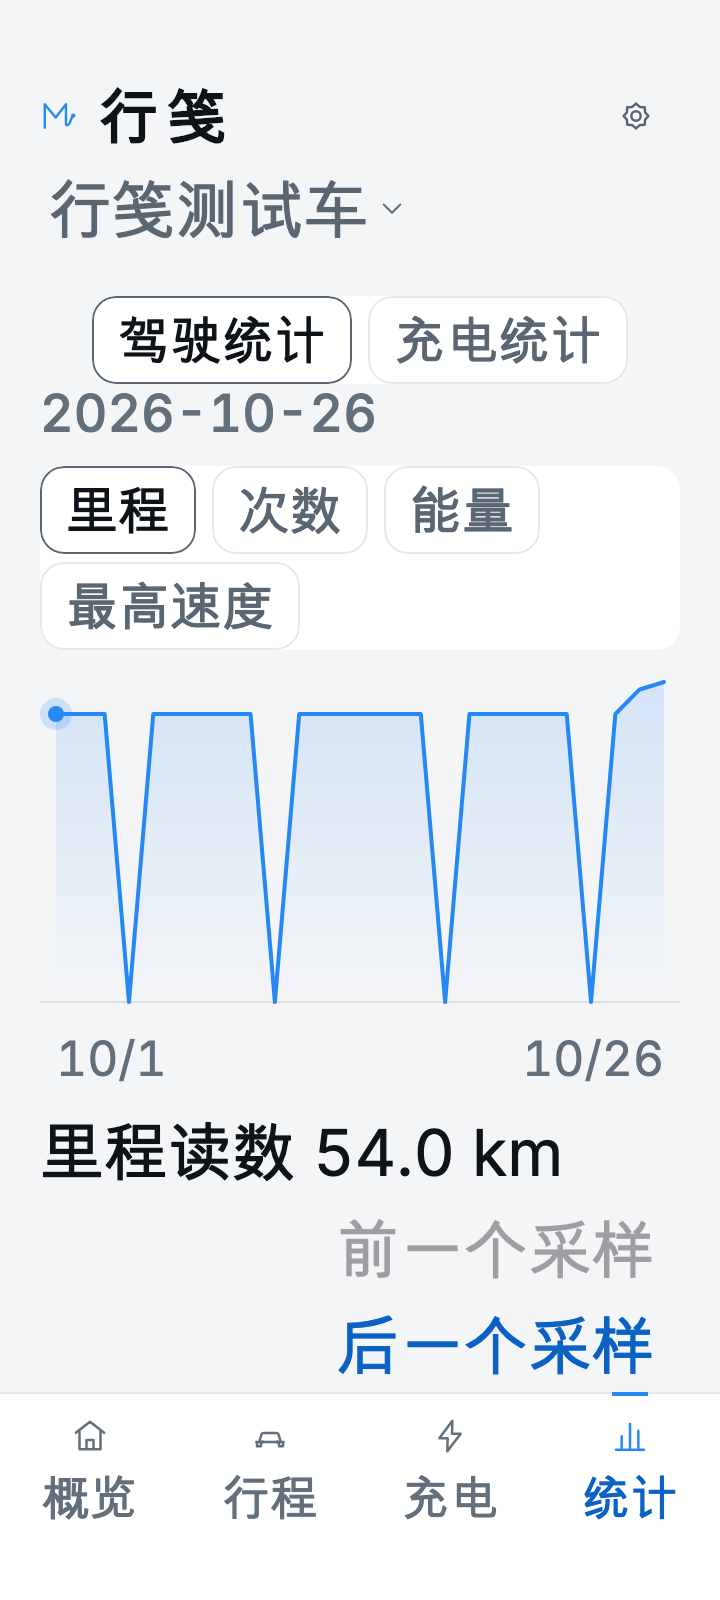 行笺
行笺测试车
驾驶统计 充电统计
2026-10-26
里程 次数 能量
最高速度
10/1 10/26
里程读数 54.0 km
前一个采样
后一个采样
概览 行程 充电 统计